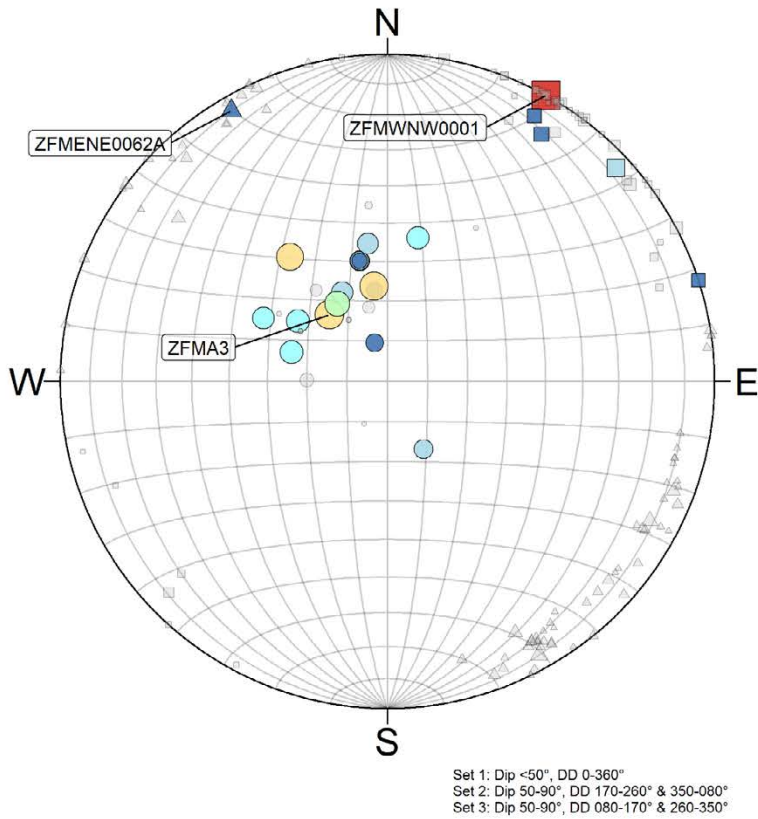 N
ZFMENE0062A
ZFMWNW0001
ZFMA3
W
E
S
Set 1: Dip <50°, DD 0-360°
Set 2: Dip 50-90°, DD 170-260° & 350-080°
Set 3: Dip 50-90°, DD 080-170° & 260-350°